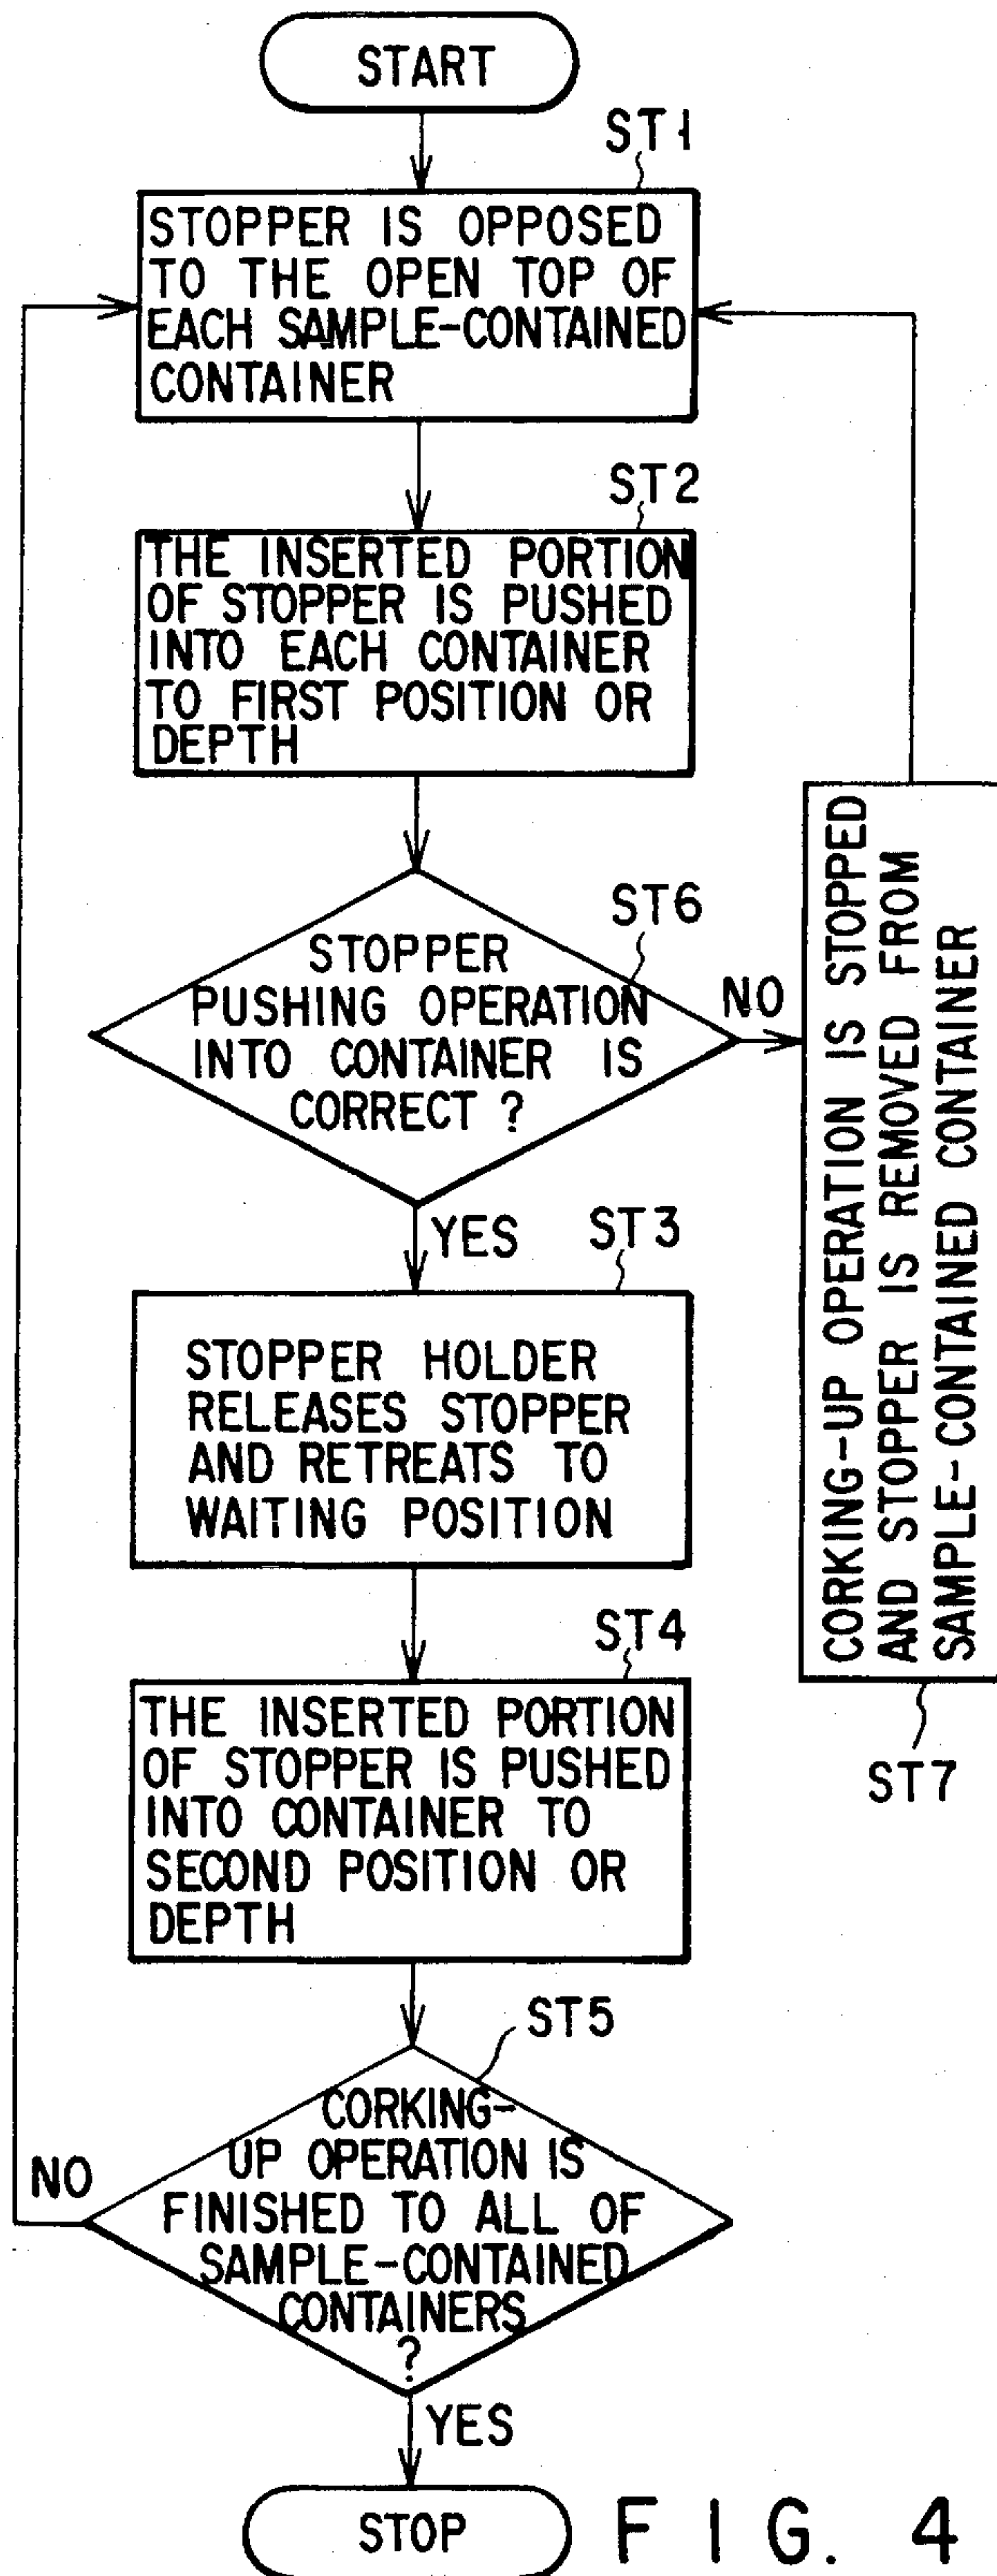 START
ST1
STOPPER IS OPPOSED
TO THE OPEN TOP OF
EACH SAMPLE-CONTAINED
CONTAINER
ST2
THE INSERTED PORTION
OF STOPPER IS PUSHED
INTO EACH CONTAINER
TO FIRST POSITION OR
DEPTH
ST6
STOPPER
PUSHING OPERATION
INTO CONTAINER IS
CORRECT ?
NO
CORKING-UP OPERATION IS STOPPED
AND STOPPER IS REMOVED FROM
SAMPLE-CONTAINED CONTAINER
ST7
YES
ST3
STOPPER HOLDER
RELEASES STOPPER
AND RETREATS TO
WAITING POSITION
ST4
THE INSERTED PORTION
OF STOPPER IS PUSHED
INTO CONTAINER TO
SECOND POSITION OR
DEPTH
ST5
CORKING-
UP OPERATION IS
FINISHED TO ALL OF
SAMPLE-CONTAINED
CONTAINERS
?
NO
YES
STOP
FIG. 4